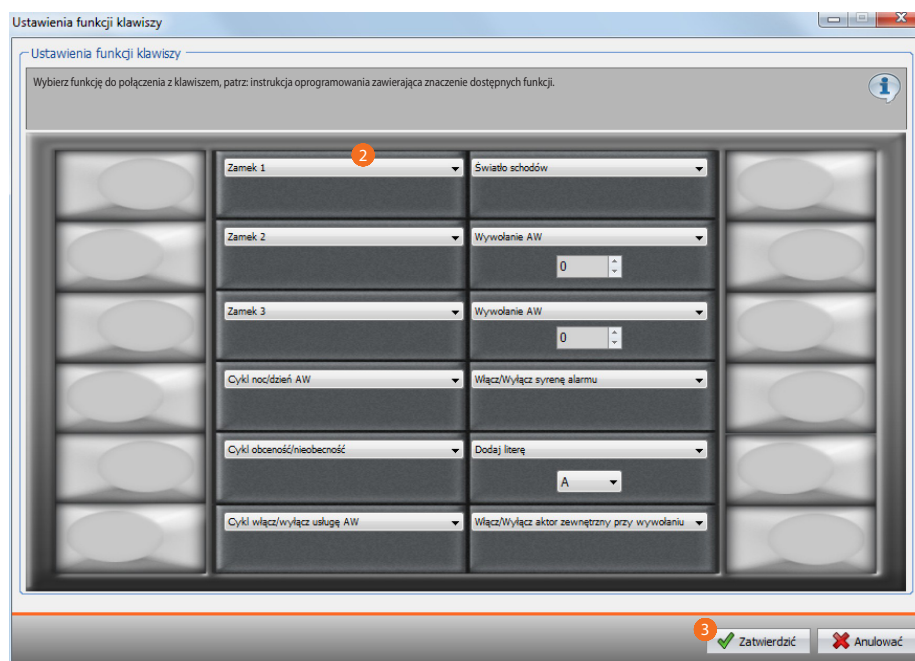 Ustawienia funkcji klawiszy
Ustawienia funkcji klawiszy
Wybierz funkcję do połączenia z klawiszem, patrz: instrukcja oprogramowania zawierająca znaczenie dostępnych funkcji.
2
Zamek 1
Światło schodów
Zamek 2
Wywołanie AW
0
Zamek 3
Wywołanie AW
0
Cykl noc/dzień AW
Włącz/Wyłącz syrenę alarmu
Cykl obceność/nieobecność
Dodaj literę
A
Cykl włącz/wyłącz usługę AW
Włącz/Wyłącz aktor zewnętrzny przy wywołaniu
3
Zatwierdzić
Anulować